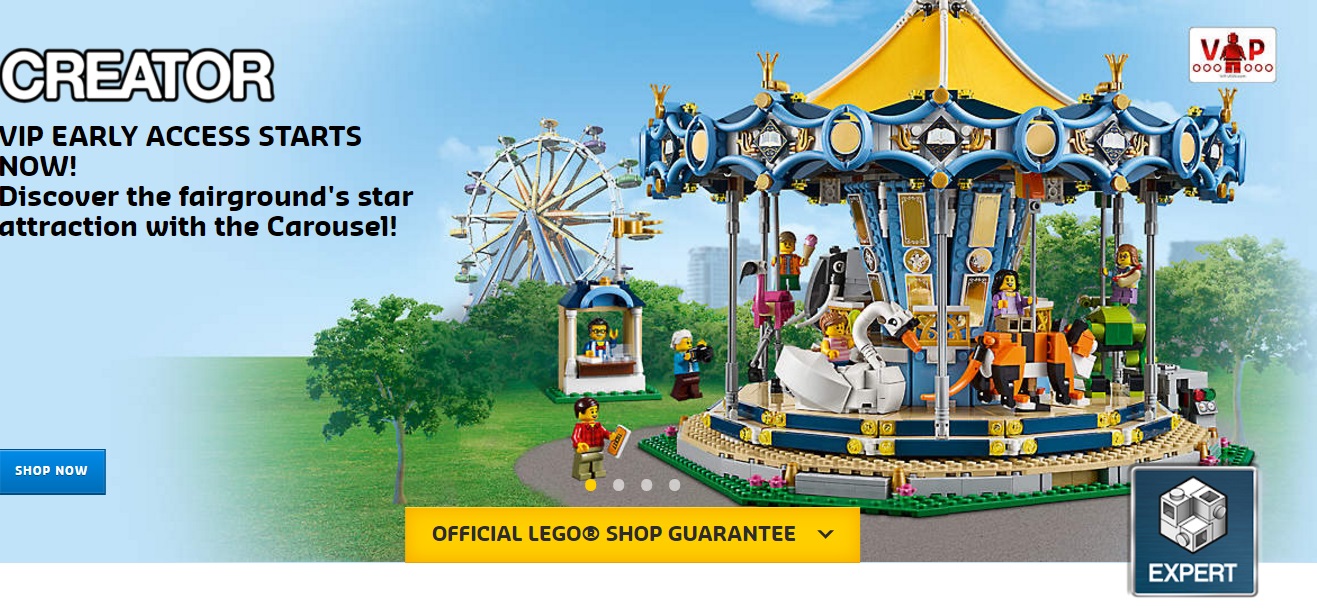 CREATOR
VIP EARLY ACCESS STARTS
NOW!
Discover the fairground's star
attraction with the Carousel!
VIP
SHOP NOW
OFFICIAL LEGO® SHOP GUARANTEE
EXPERT